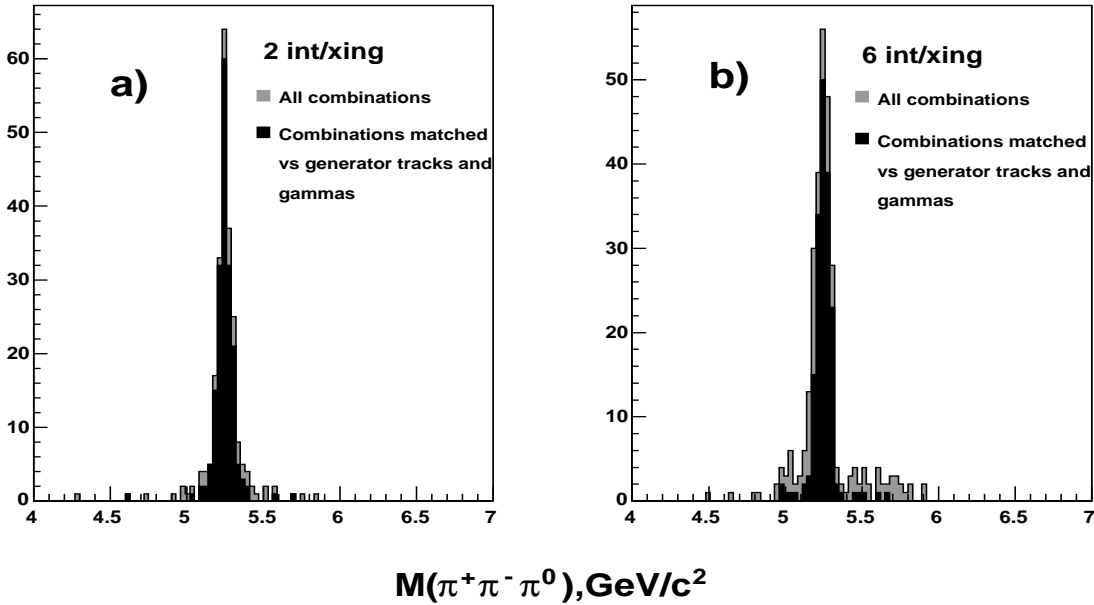 2 int/xing
a)
All combinations
Combinations matched
vs generator tracks and
gammas
60
50
40
30
20
10
0
4
4.5
5
5.5
6
6.5
7
6 int/xing
b)
All combinations
Combinations matched
vs generator tracks and
gammas
50
40
30
20
10
0
4
4.5
5
5.5
6
6.5
7
M(π⁺π⁻π⁰),GeV/c²